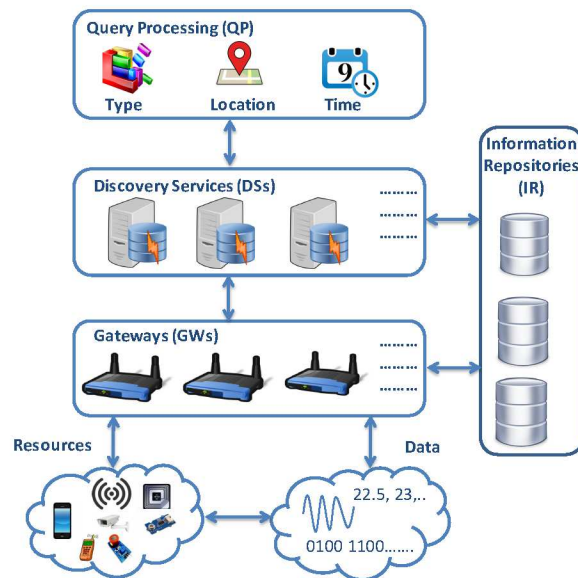 Query Processing (QP)
9
Type
Location
Time
Discovery Services (DSs)
.........
.........
.........
Information
Repositories
(IR)
Gateways (GWs)
.........
.........
.........
Resources
Data
22.5, 23,..
0100 1100.......